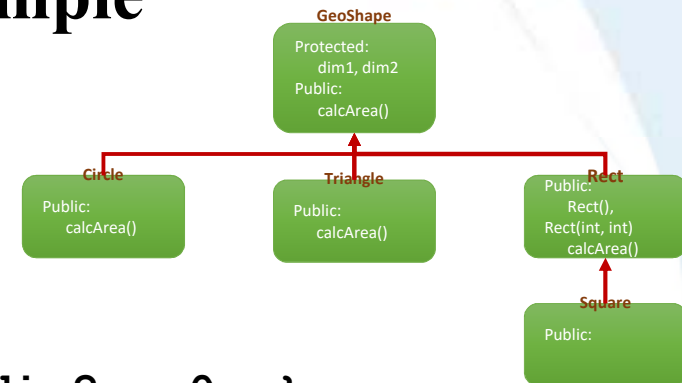 GeoShape
Protected:
dim1, dim2
Public:
calcArea()
Circle
Public:
calcArea()
Triangle
Public:
calcArea()
Rect
Public:
Rect(),
Rect(int, int)
calcArea()
Square
Public: